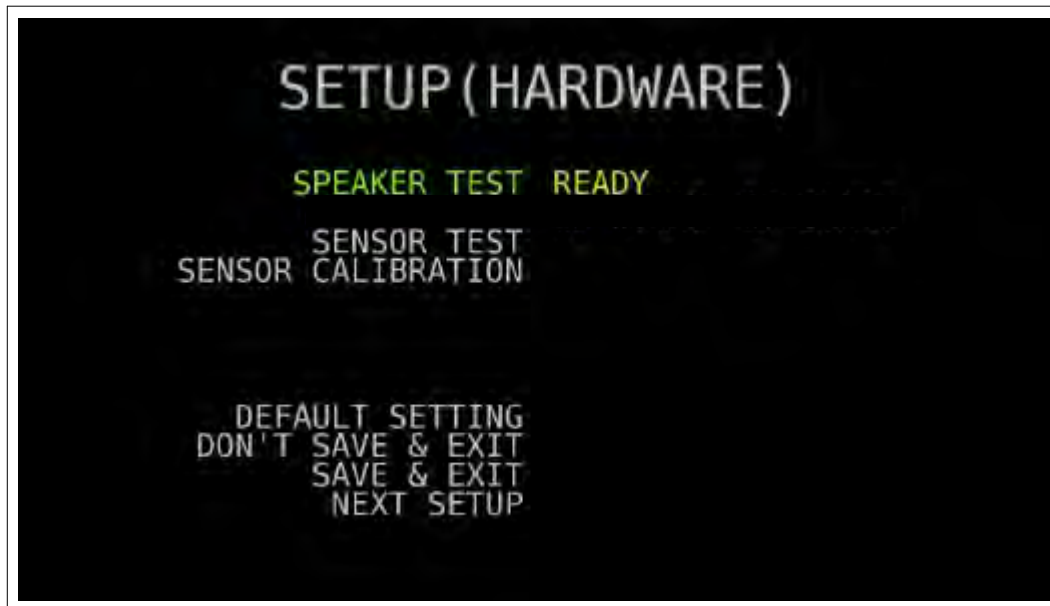 SETUP(HARDWARE)
SPEAKER TEST READY
SENSOR TEST
SENSOR CALIBRATION
DEFAULT SETTING
DON'T SAVE & EXIT
SAVE & EXIT
NEXT SETUP